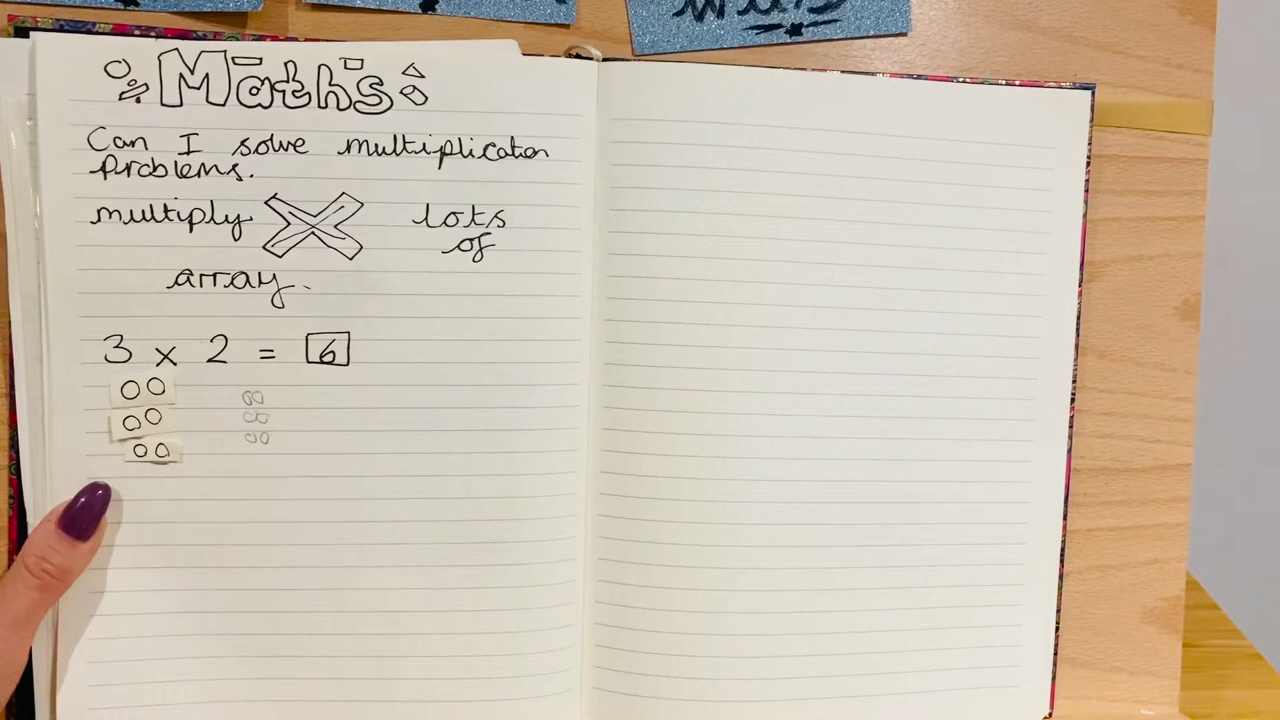 Maths
Can I solve multiplication
problems.
multiply × lots
of
array.
3 × 2 = 6